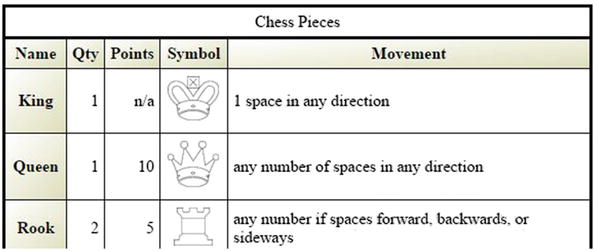 Chess Pieces
Name Qty Points Symbol Movement
King 1 n/a 1 space in any direction
Queen 1 10 any number of spaces in any direction
Rook 2 5 any number if spaces forward, backwards, or
sideways